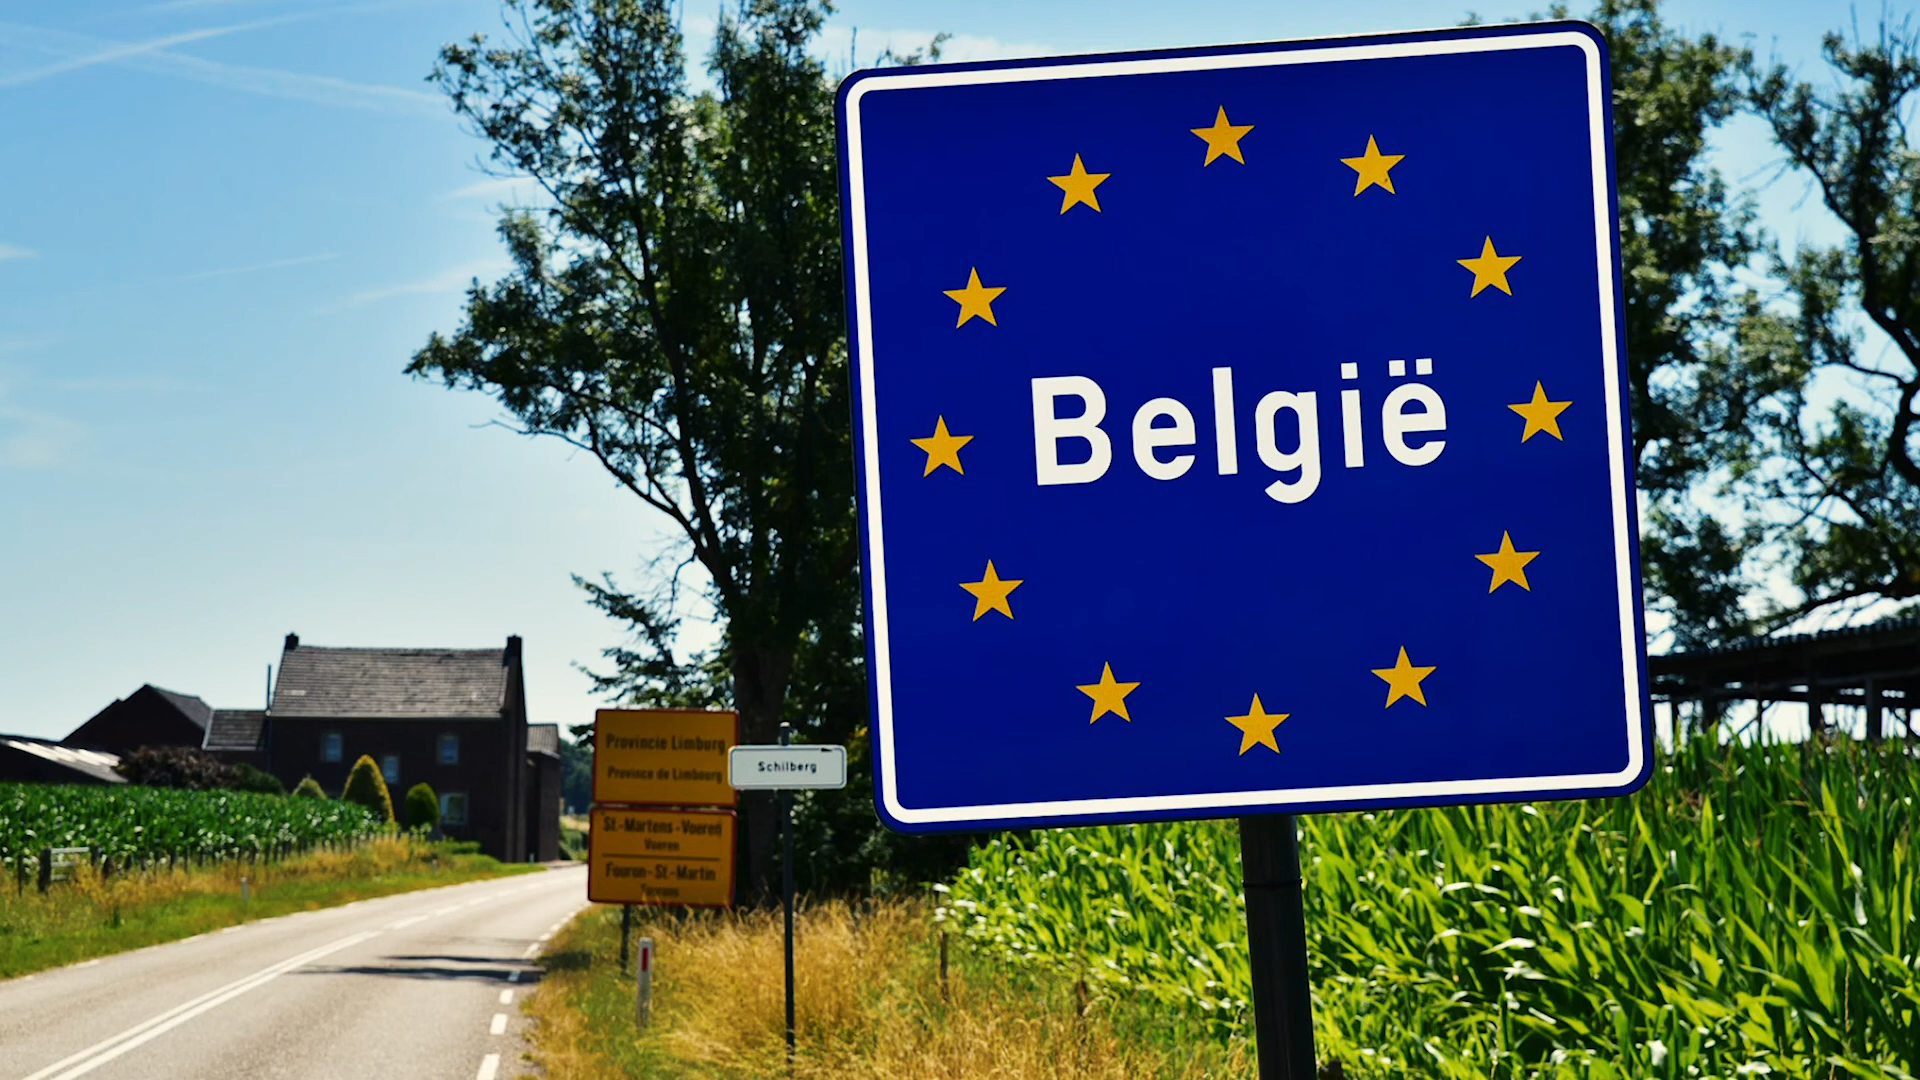 België
Provincie Limburg
Province de Limbourg
Schilberg
St.-Martens-Voeren
Voeren
Fouron-St.-Martin